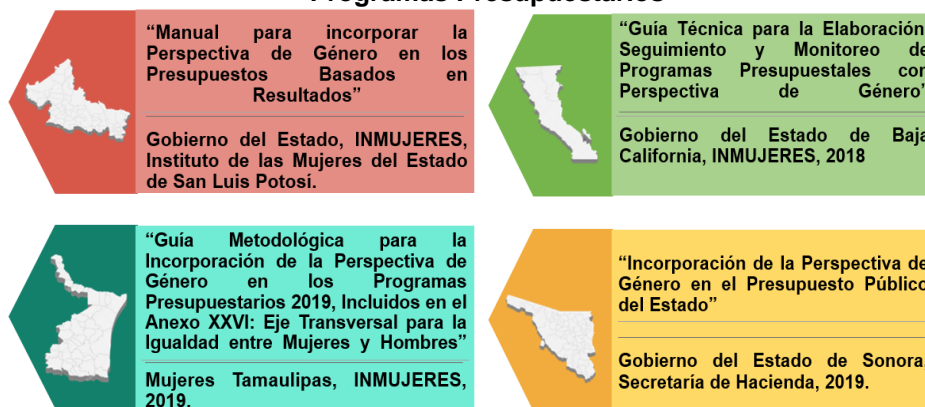 Programas Presupuestarios
“Manual para incorporar la
Perspectiva de Género en los
Presupuestos Basados en
Resultados”
Gobierno del Estado, INMUJERES,
Instituto de las Mujeres del Estado
de San Luis Potosí.
“Guía Técnica para la Elaboración,
Seguimiento y Monitoreo de
Programas Presupuestales con
Perspectiva de Género”
Gobierno del Estado de Baja
California, INMUJERES, 2018
“Guía Metodológica para la
Incorporación de la Perspectiva de
Género en los Programas
Presupuestarios 2019, Incluidos en el
Anexo XXVI: Eje Transversal para la
Igualdad entre Mujeres y Hombres”
Mujeres Tamaulipas, INMUJERES,
2019.
“Incorporación de la Perspectiva de
Género en el Presupuesto Público
del Estado”
Gobierno del Estado de Sonora.
Secretaría de Hacienda, 2019.